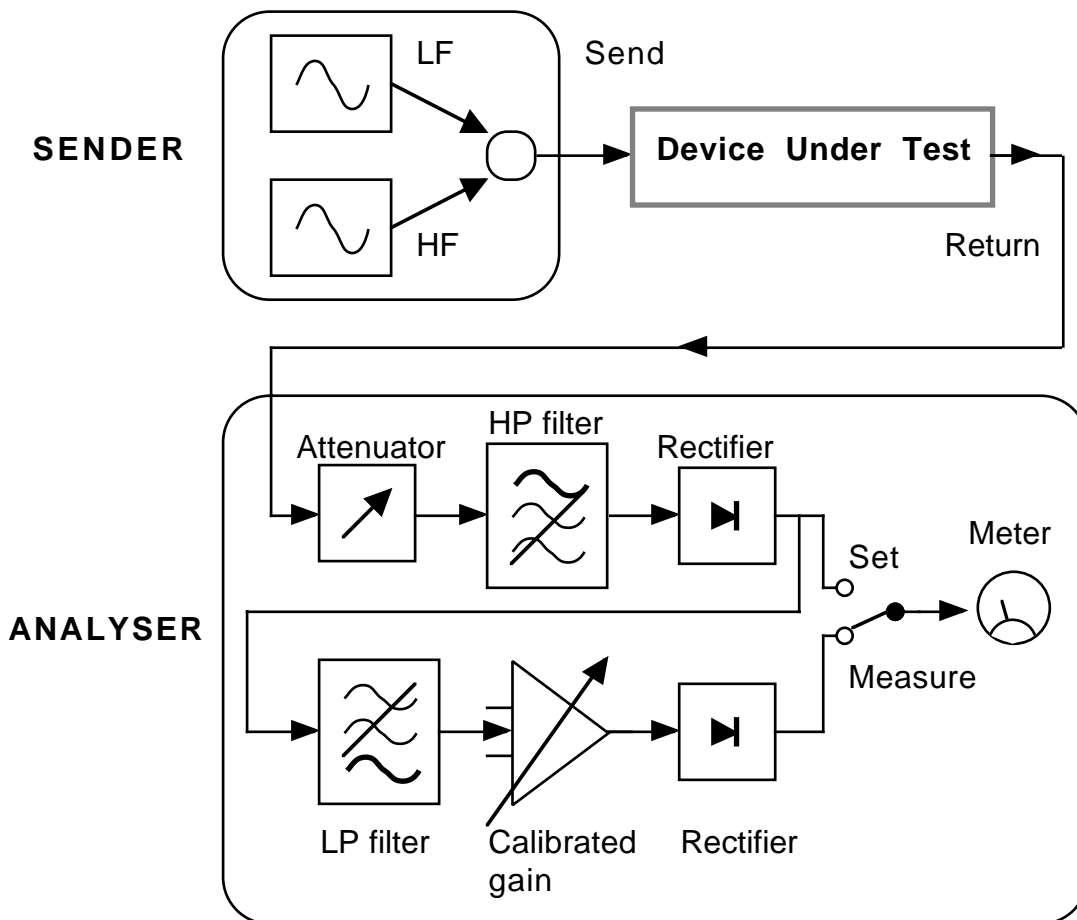 LF
Send
SENDER
Device Under Test
HF
Return
HP filter
Attenuator
Rectifier
Meter
Set
ANALYSER
Measure
LP filter
Calibrated
gain
Rectifier